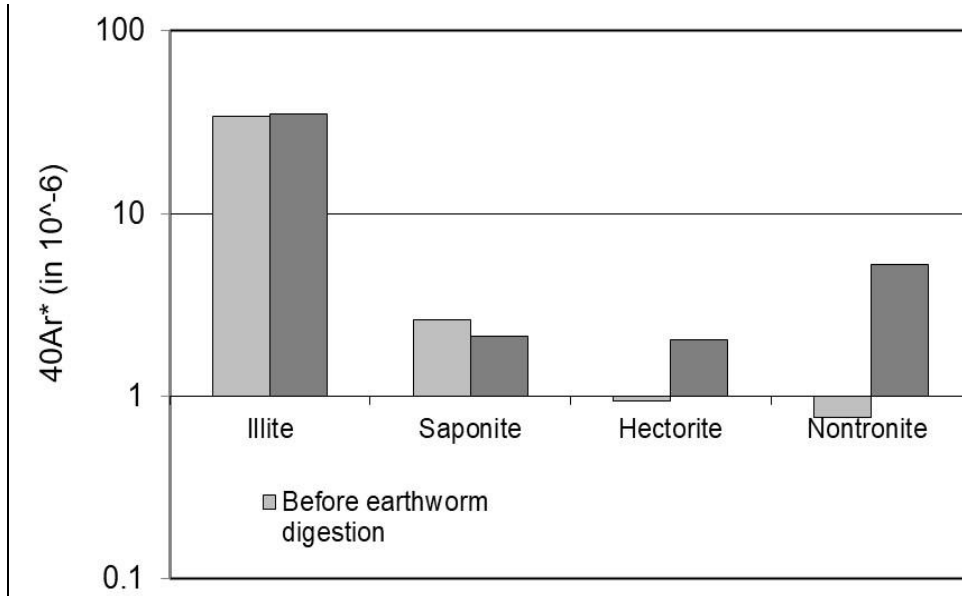 100
10
1
0.1
40Ar* (in 10^-6)
Illite
Saponite
Hectorite
Nontronite
Before earthworm
digestion